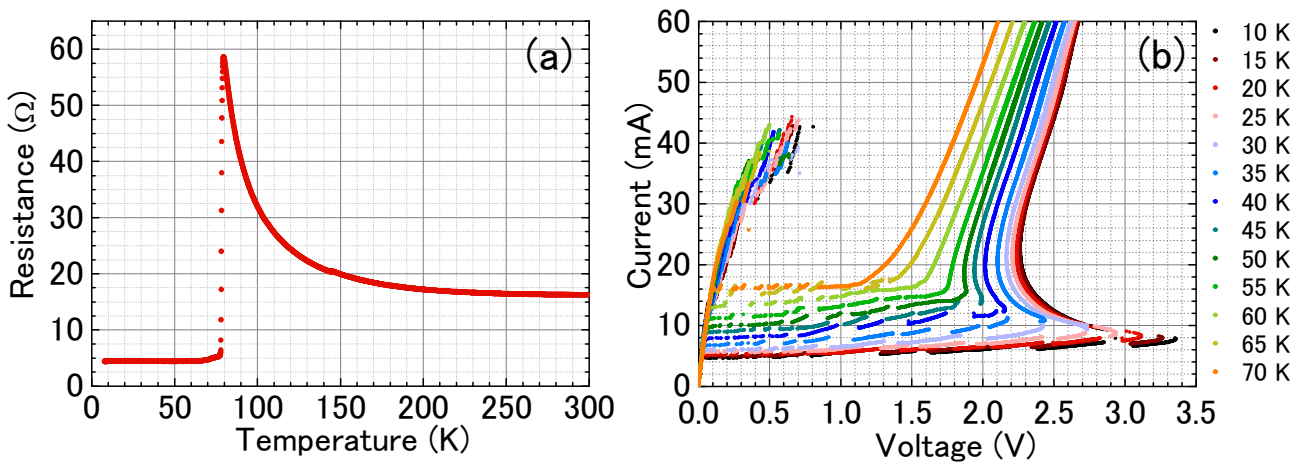 (a)
Resistance (Ω)
60
50
40
30
20
10
0
0 50 100 150 200 250 300
Temperature (K)
(b)
Current (mA)
60
50
40
30
20
10
0
0.0 0.5 1.0 1.5 2.0 2.5 3.0 3.5
Voltage (V)
10 K
15 K
20 K
25 K
30 K
35 K
40 K
45 K
50 K
55 K
60 K
65 K
70 K